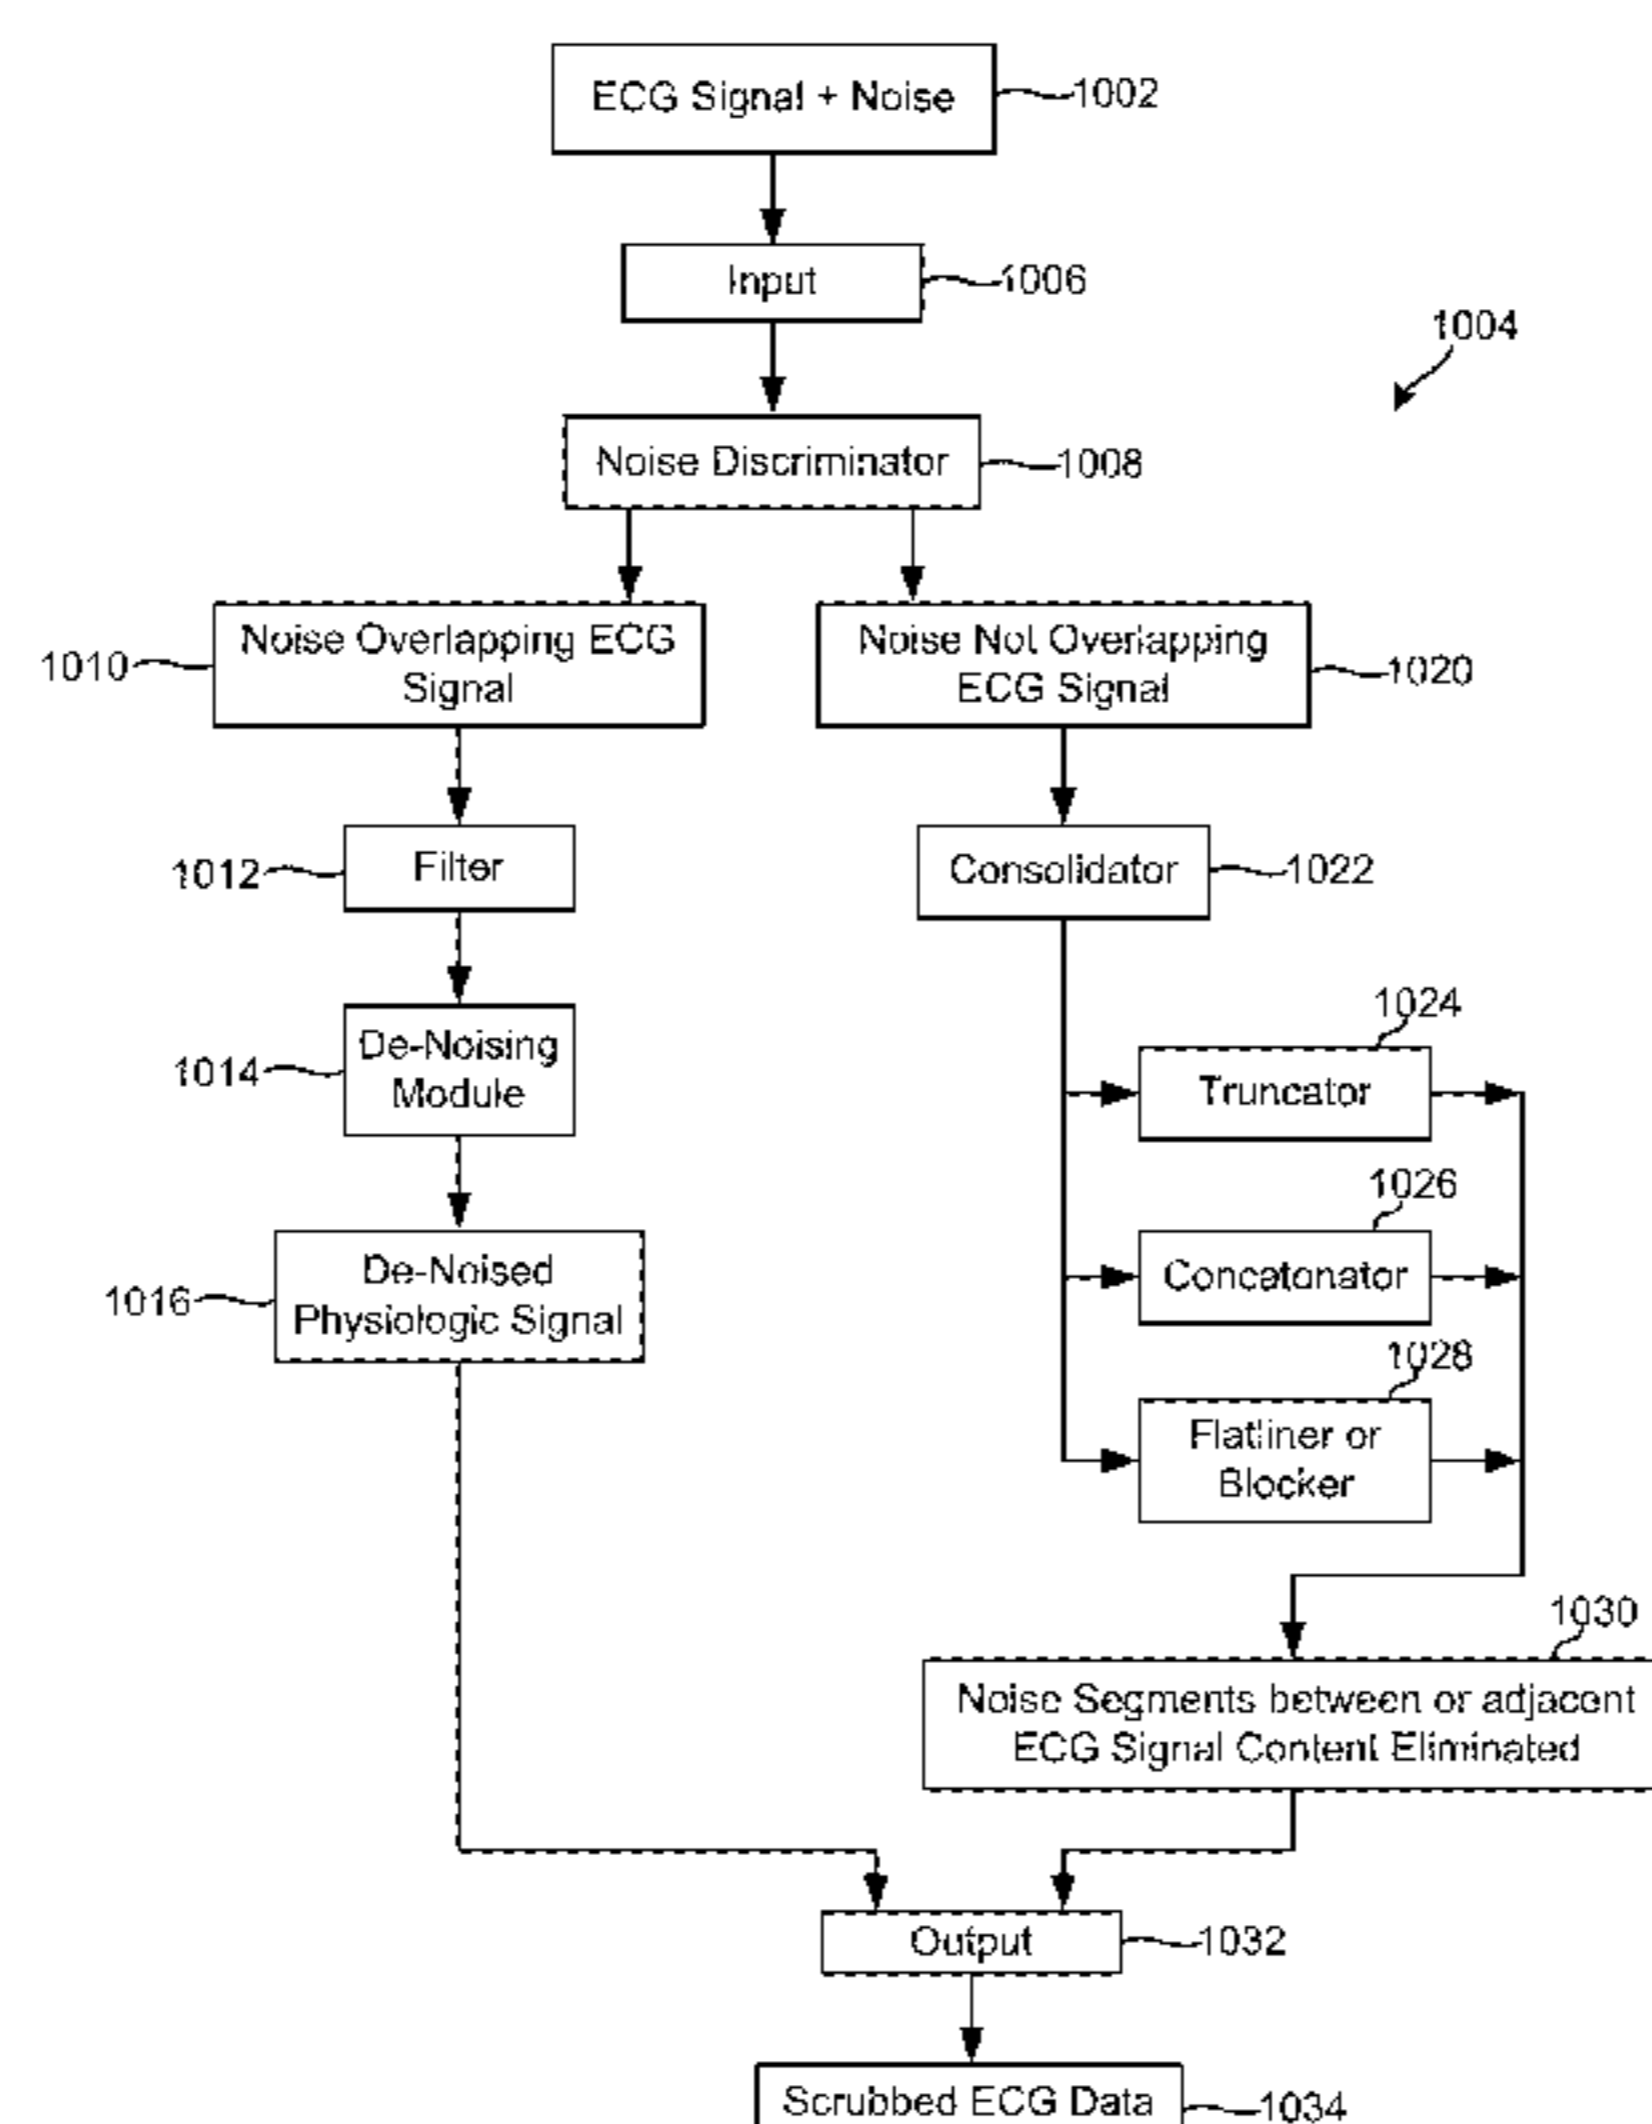 ECG Signal + Noise
1002
Input
1006
1004
Noise Discriminator
1008
Noise Overlapping ECG
Signal
1010
Noise Not Overlapping
ECG Signal
1020
Filter
1012
Consolidator
1022
De-Noising
Module
1014
1024
Truncator
1026
Concatonator
De-Noised
Physiologic Signal
1016
1028
Flatliner or
Blocker
1030
Noise Segments between or adjacent
ECG Signal Content Eliminated
Output
1032
Scrubbed ECG Data
1034